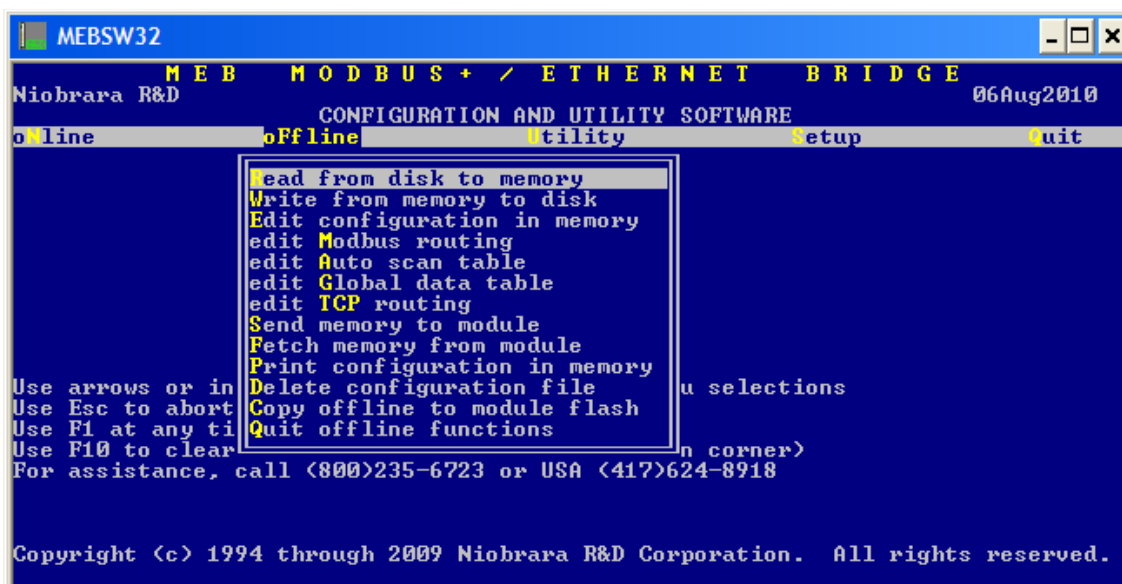 MEBSW32
M E B   M O D B U S + / E T H E R N E T   B R I D G E
Niobrara R&D 06Aug2010
CONFIGURATION AND UTILITY SOFTWARE
oNline oFfline Utility Setup Quit
Read from disk to memory
Write from memory to disk
Edit configuration in memory
edit Modbus routing
edit Auto scan table
edit Global data table
edit TCP routing
Send memory to module
Fetch memory from module
Print configuration in memory
Use arrows or in Delete configuration file u selections
Use Esc to abort Copy offline to module flash
Use F1 at any ti Quit offline functions
Use F10 to clear n corner)
For assistance, call (800)235-6723 or USA (417)624-8918
Copyright (c) 1994 through 2009 Niobrara R&D Corporation. All rights reserved.